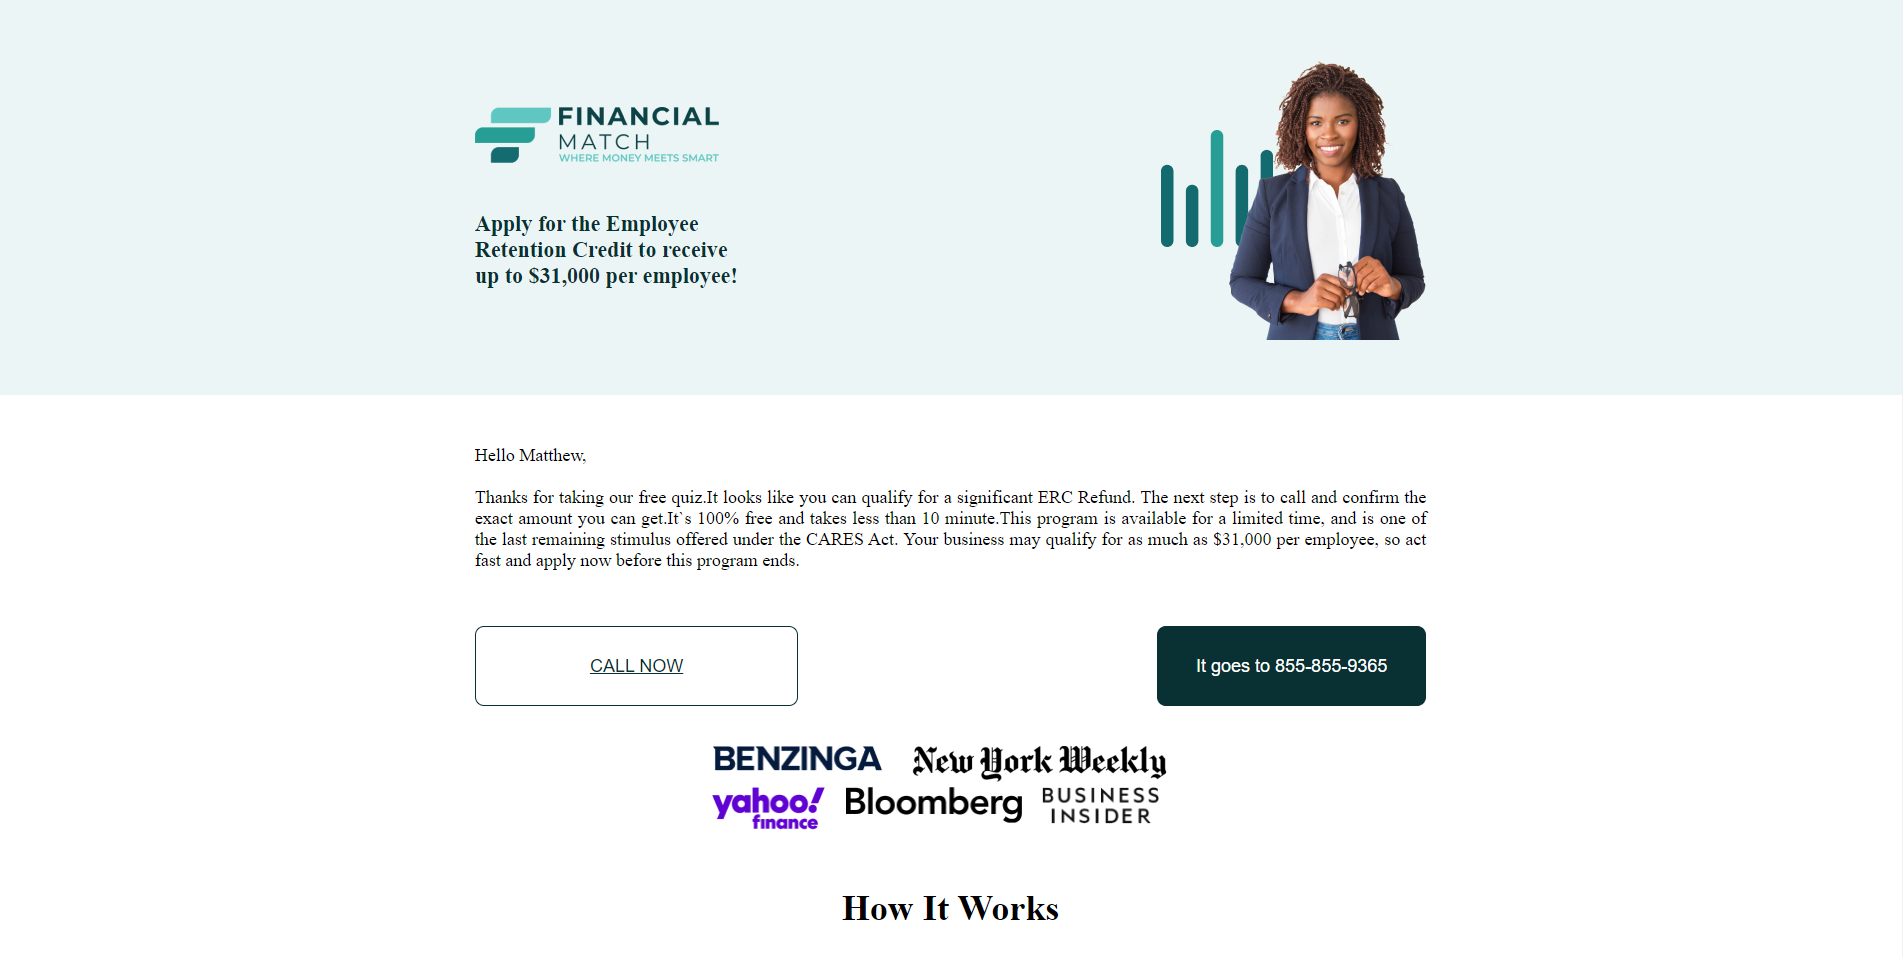 FINANCIAL
MATCH
WHERE MONEY MEETS SMART
Apply for the Employee
Retention Credit to receive
up to $31,000 per employee!
Hello Matthew,
Thanks for taking our free quiz.It looks like you can qualify for a significant ERC Refund. The next step is to call and confirm the
exact amount you can get.It`s 100% free and takes less than 10 minute.This program is available for a limited time, and is one of
the last remaining stimulus offered under the CARES Act. Your business may qualify for as much as $31,000 per employee, so act
fast and apply now before this program ends.
CALL NOW
It goes to 855-855-9365
BENZINGA New York Weekly
yahoo! finance Bloomberg BUSINESS INSIDER
How It Works